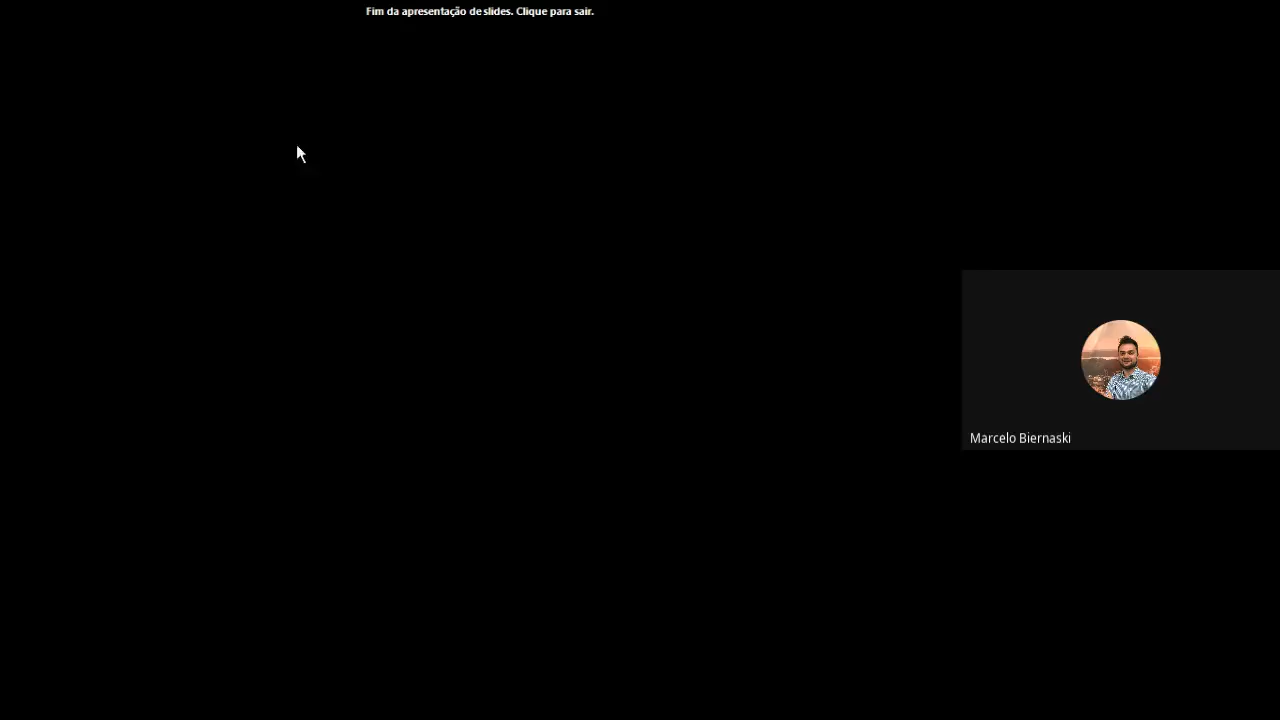 Fim da apresentação de slides. Clique para sair.
Marcelo Biernaski